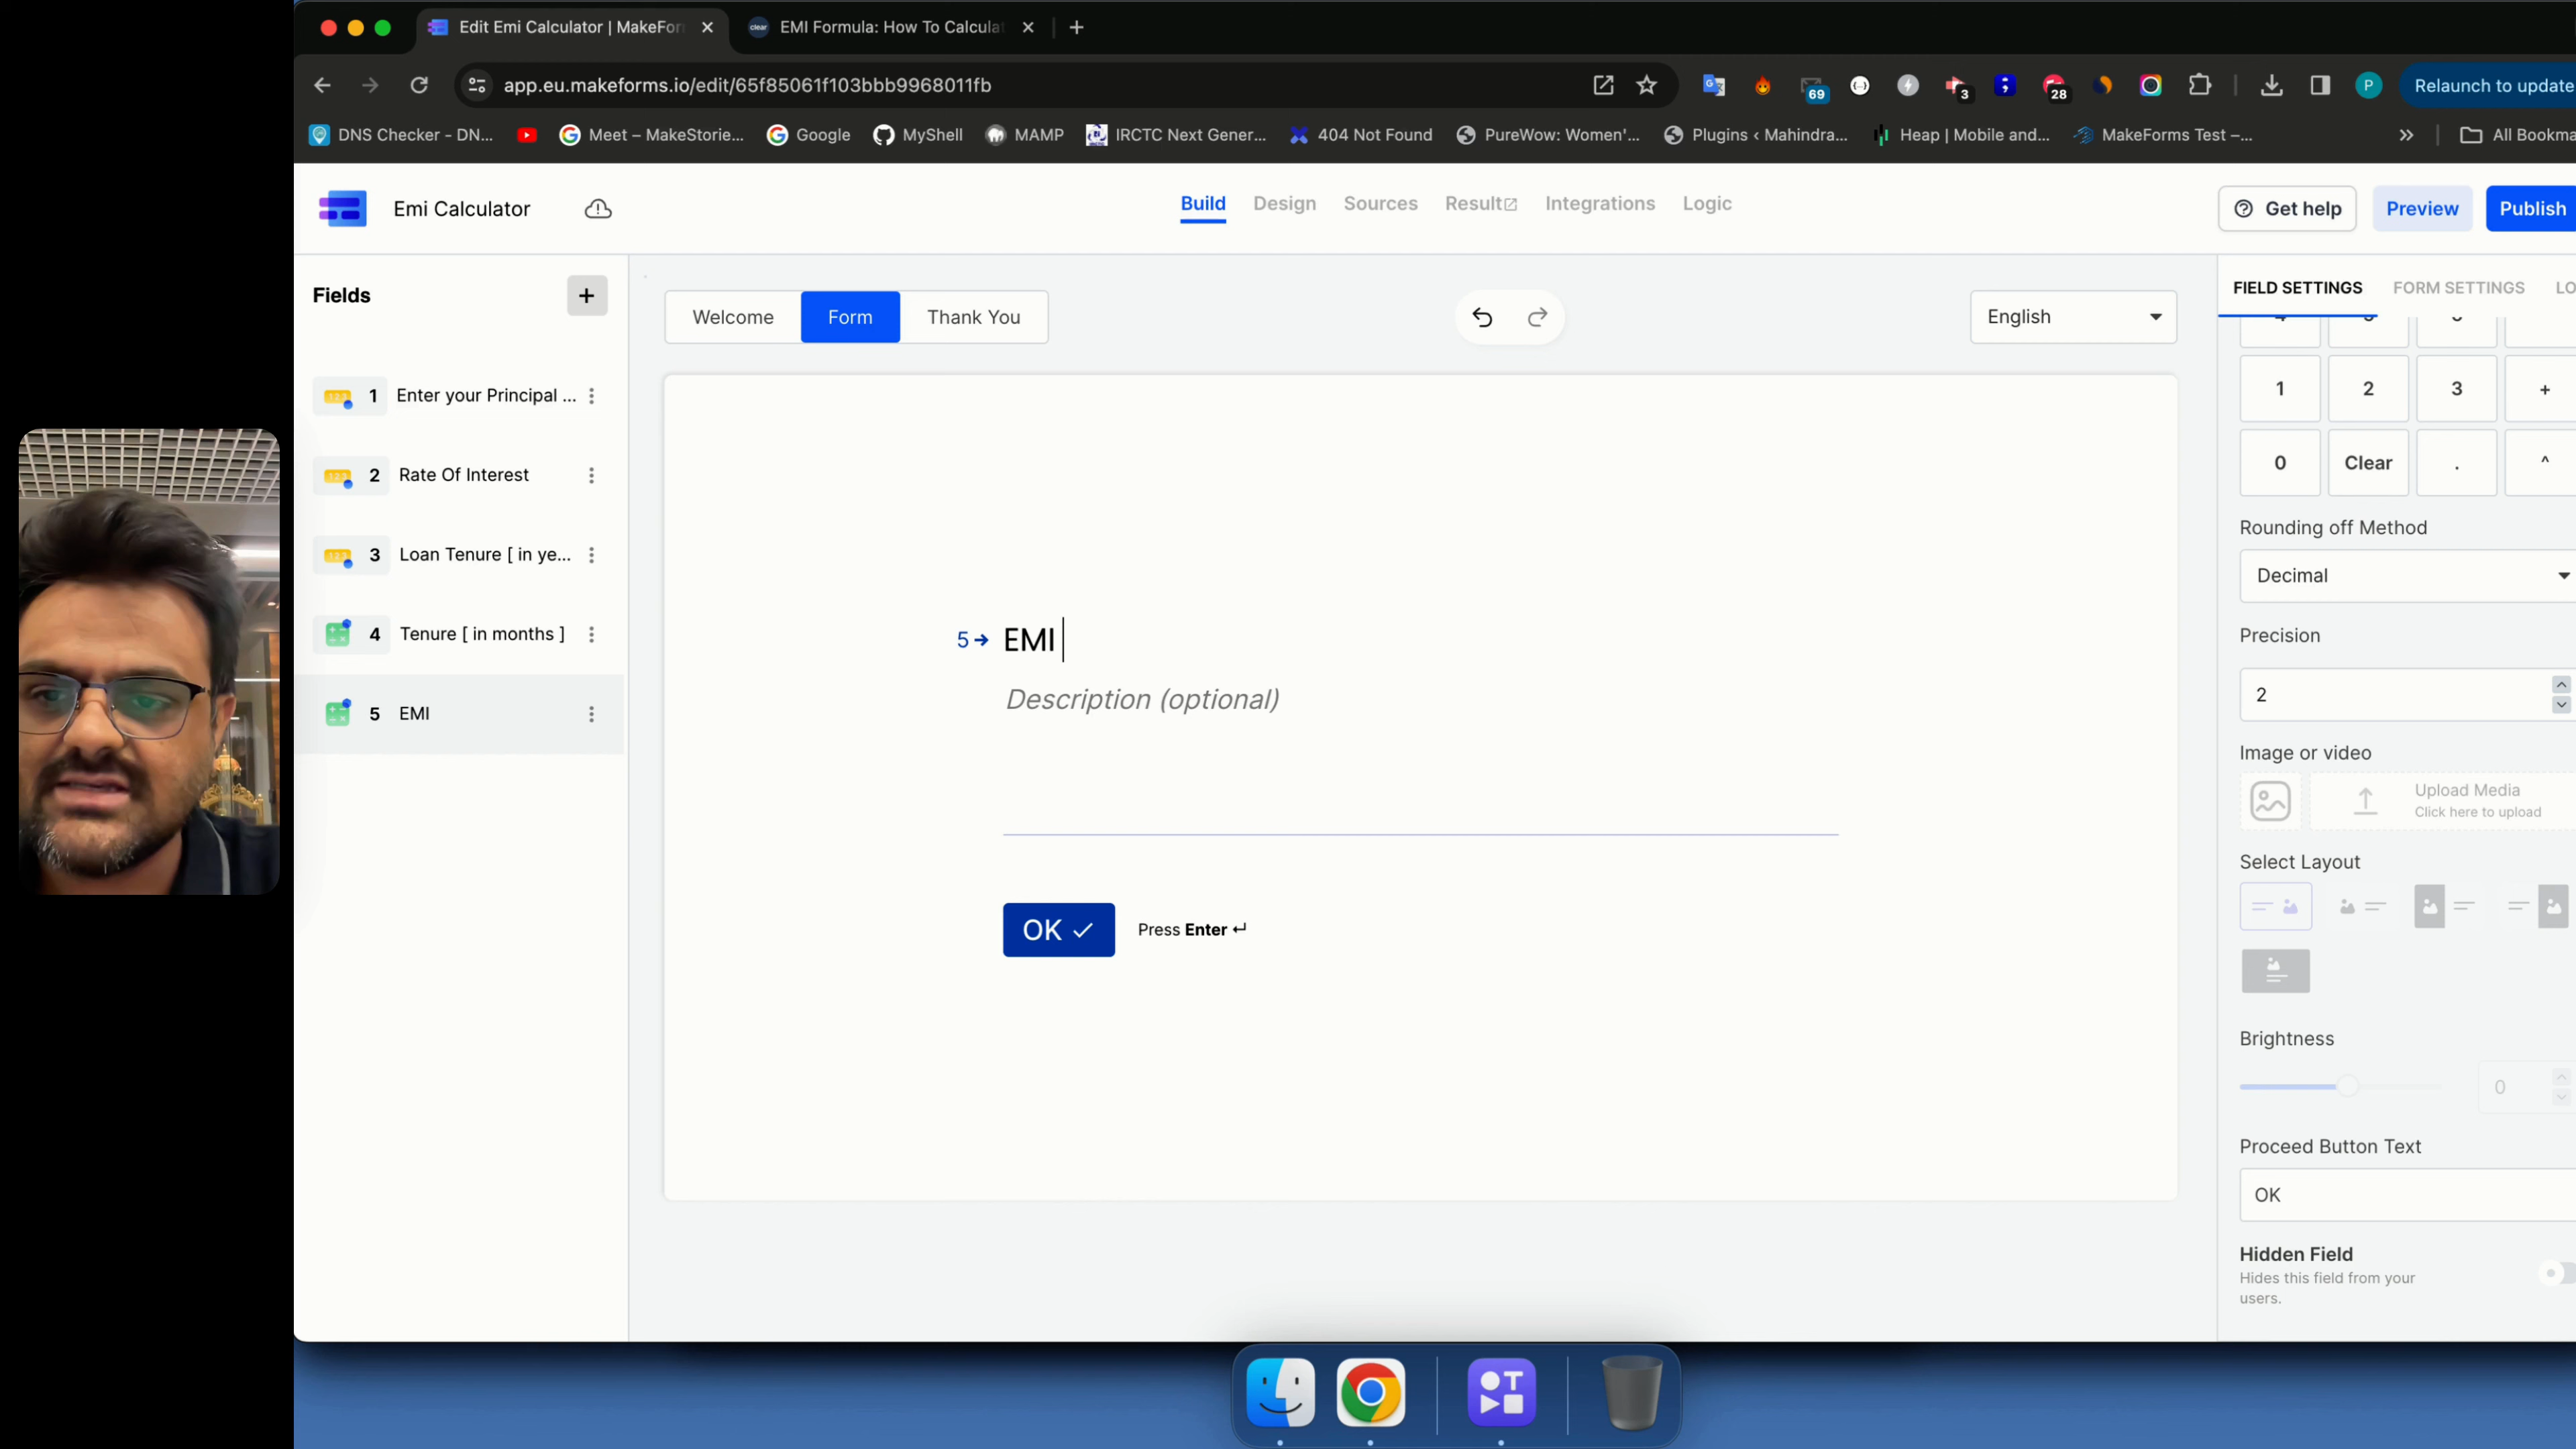 Edit Emi Calculator | MakeFor
EMI Formula: How To Calcula
app.eu.makeforms.io/edit/65f85061f103bbb9968011fb
69
3
28
P
Relaunch to update
DNS Checker - DN...
Meet – MakeStorie...
Google
MyShell
MAMP
IRCTC Next Gener...
404 Not Found
PureWow: Women'...
Plugins ‹ Mahindra...
Heap | Mobile and...
MakeForms Test –...
»
All Bookma
Emi Calculator
Build
Design
Sources
Result
Integrations
Logic
Get help
Preview
Publish
Fields
+
Welcome
Form
Thank You
English
FIELD SETTINGS
FORM SETTINGS
LO
1 Enter your Principal ...
2 Rate Of Interest
3 Loan Tenure [ in ye...
4 Tenure [ in months ]
5 EMI
5→ EMI
Description (optional)
OK ✓
Press Enter ↵
1 2 3 +
0 Clear . ^
Rounding off Method
Decimal
Precision
2
Image or video
Upload Media
Click here to upload
Select Layout
Brightness
0
Proceed Button Text
OK
Hidden Field
Hides this field from your
users.